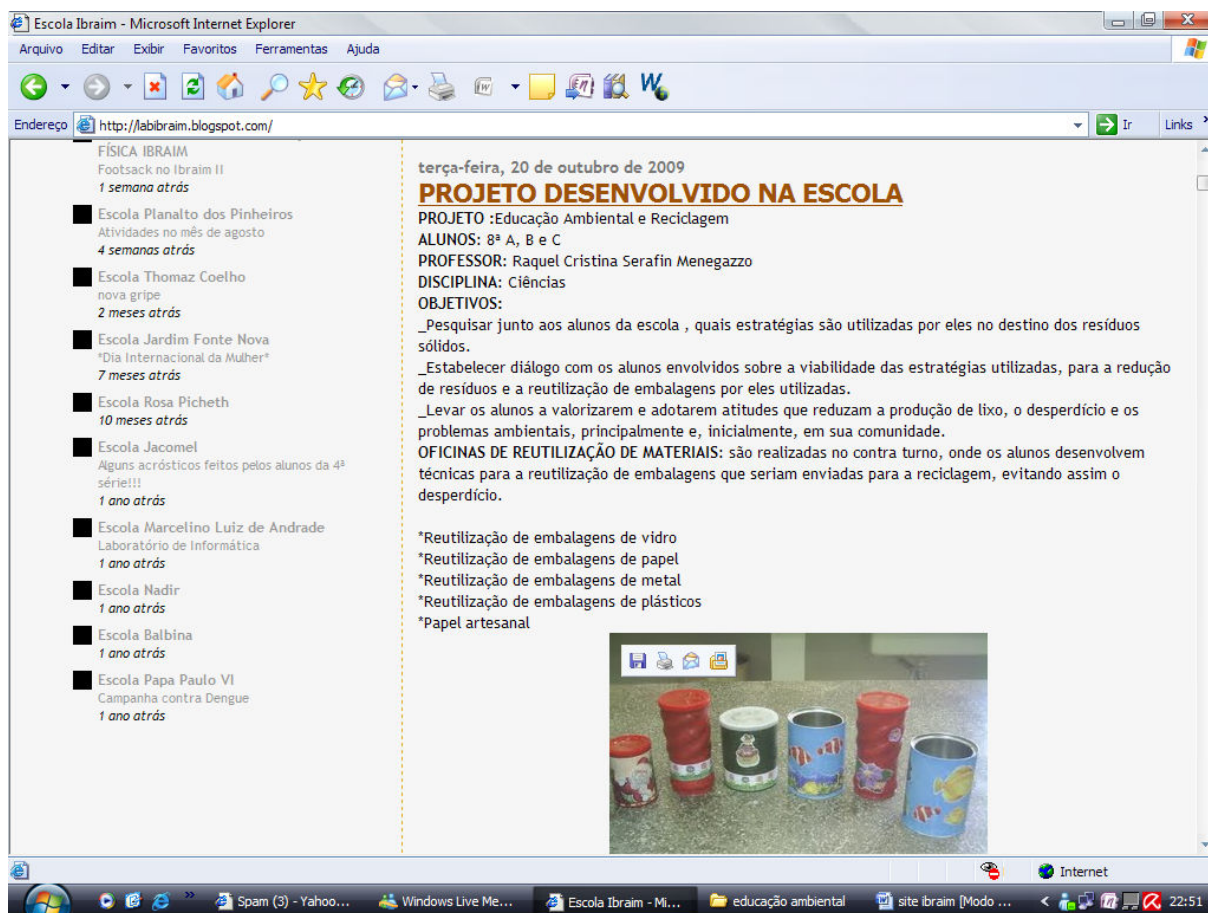 Escola Ibraim - Microsoft Internet Explorer
Arquivo Editar Exibir Favoritos Ferramentas Ajuda
Endereço http://labibraim.blogspot.com/ Ir Links
FÍSICA IBRAIM
Footsack no Ibraim II
1 semana atrás
Escola Planalto dos Pinheiros
Atividades no mês de agosto
4 semanas atrás
Escola Thomaz Coelho
nova gripe
2 meses atrás
Escola Jardim Fonte Nova
*Dia Internacional da Mulher*
7 meses atrás
Escola Rosa Picheth
10 meses atrás
Escola Jacomel
Alguns acrósticos feitos pelos alunos da 4ª
série!!!
1 ano atrás
Escola Marcelino Luiz de Andrade
Laboratório de Informática
1 ano atrás
Escola Nadir
1 ano atrás
Escola Balbina
1 ano atrás
Escola Papa Paulo VI
Campanha contra Dengue
1 ano atrás
terça-feira, 20 de outubro de 2009
PROJETO DESENVOLVIDO NA ESCOLA
PROJETO :Educação Ambiental e Reciclagem
ALUNOS: 8ª A, B e C
PROFESSOR: Raquel Cristina Serafin Menegazzo
DISCIPLINA: Ciências
OBJETIVOS:
_Pesquisar junto aos alunos da escola , quais estratégias são utilizadas por eles no destino dos resíduos
sólidos.
_Estabelecer diálogo com os alunos envolvidos sobre a viabilidade das estratégias utilizadas, para a redução
de resíduos e a reutilização de embalagens por eles utilizadas.
_Levar os alunos a valorizarem e adotarem atitudes que reduzam a produção de lixo, o desperdício e os
problemas ambientais, principalmente e, inicialmente, em sua comunidade.
OFICINAS DE REUTILIZAÇÃO DE MATERIAIS: são realizadas no contra turno, onde os alunos desenvolvem
técnicas para a reutilização de embalagens que seriam enviadas para a reciclagem, evitando assim o
desperdício.
*Reutilização de embalagens de vidro
*Reutilização de embalagens de papel
*Reutilização de embalagens de metal
*Reutilização de embalagens de plásticos
*Papel artesanal
Internet
Spam (3) - Yahoo... Windows Live Me... Escola Ibraim - Mi... educação ambiental site ibraim [Modo ... 22:51